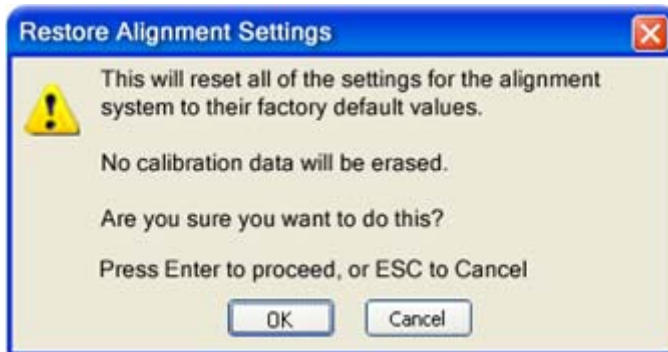 Restore Alignment Settings
This will reset all of the settings for the alignment
system to their factory default values.
No calibration data will be erased.
Are you sure you want to do this?
Press Enter to proceed, or ESC to Cancel
OK
Cancel